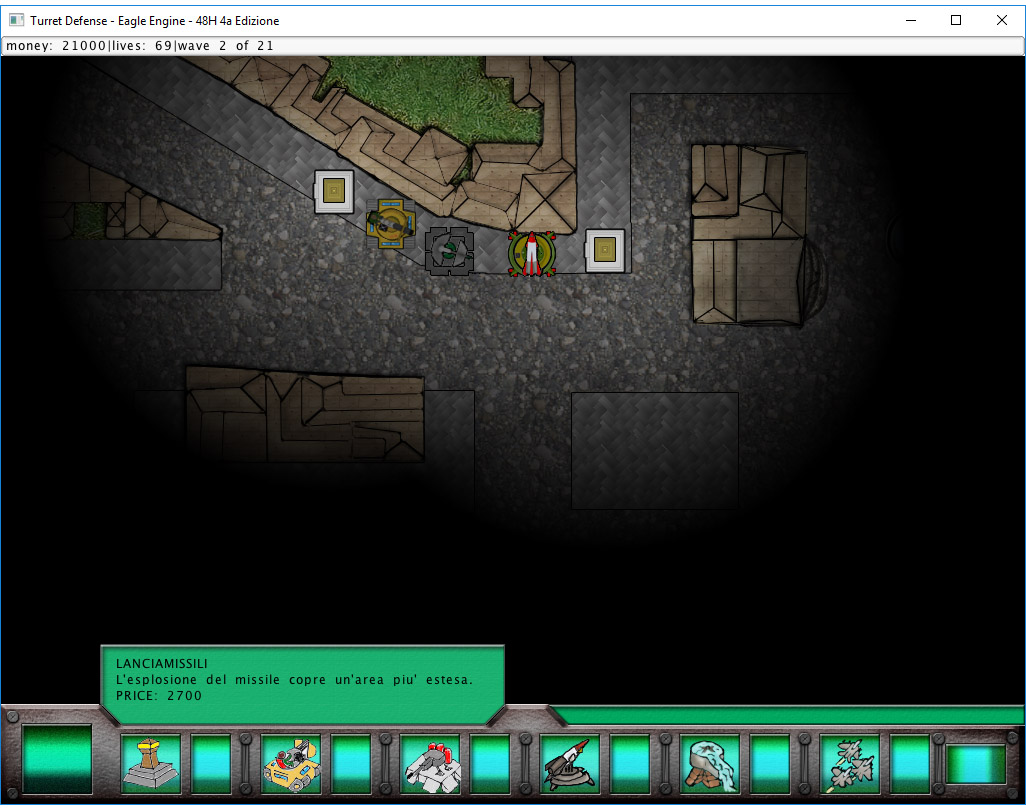 Turret Defense - Eagle Engine - 48H 4a Edizione
money: 21000|lives: 69|wave 2 of 21
LANCIAMISSILI
L'esplosione del missile copre un'area piu' estesa.
PRICE: 2700